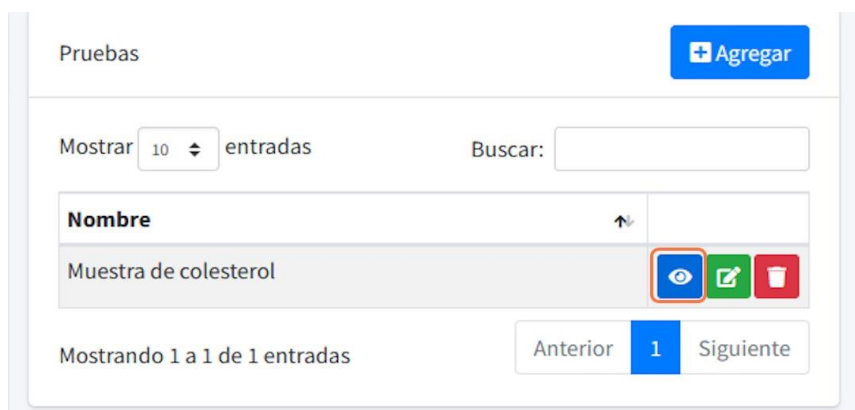 Pruebas
Agregar
Mostrar 10 entradas
Buscar:
Nombre
Muestra de colesterol
Mostrando 1 a 1 de 1 entradas
Anterior 1 Siguiente